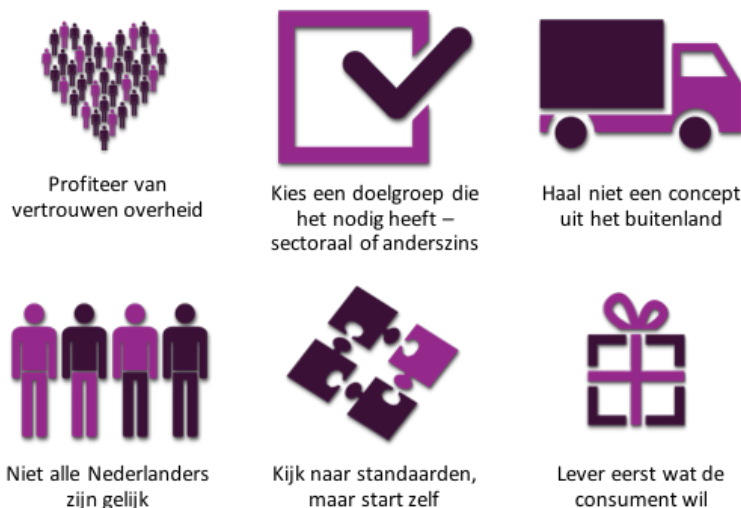 Profiteer van
vertrouwen overheid
Kies een doelgroep die
het nodig heeft –
sectoraal of anderszins
Haal niet een concept
uit het buitenland
Niet alle Nederlanders
zijn gelijk
Kijk naar standaarden,
maar start zelf
Lever eerst wat de
consument wil